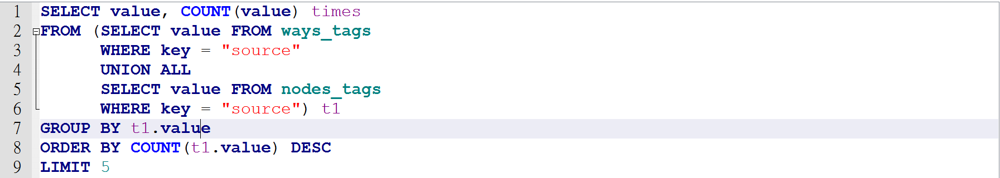 1 SELECT value, COUNT(value) times
2 FROM (SELECT value FROM ways_tags
3 WHERE key = "source"
4 UNION ALL
5 SELECT value FROM nodes_tags
6 WHERE key = "source") t1
7 GROUP BY t1.value
8 ORDER BY COUNT(t1.value) DESC
9 LIMIT 5